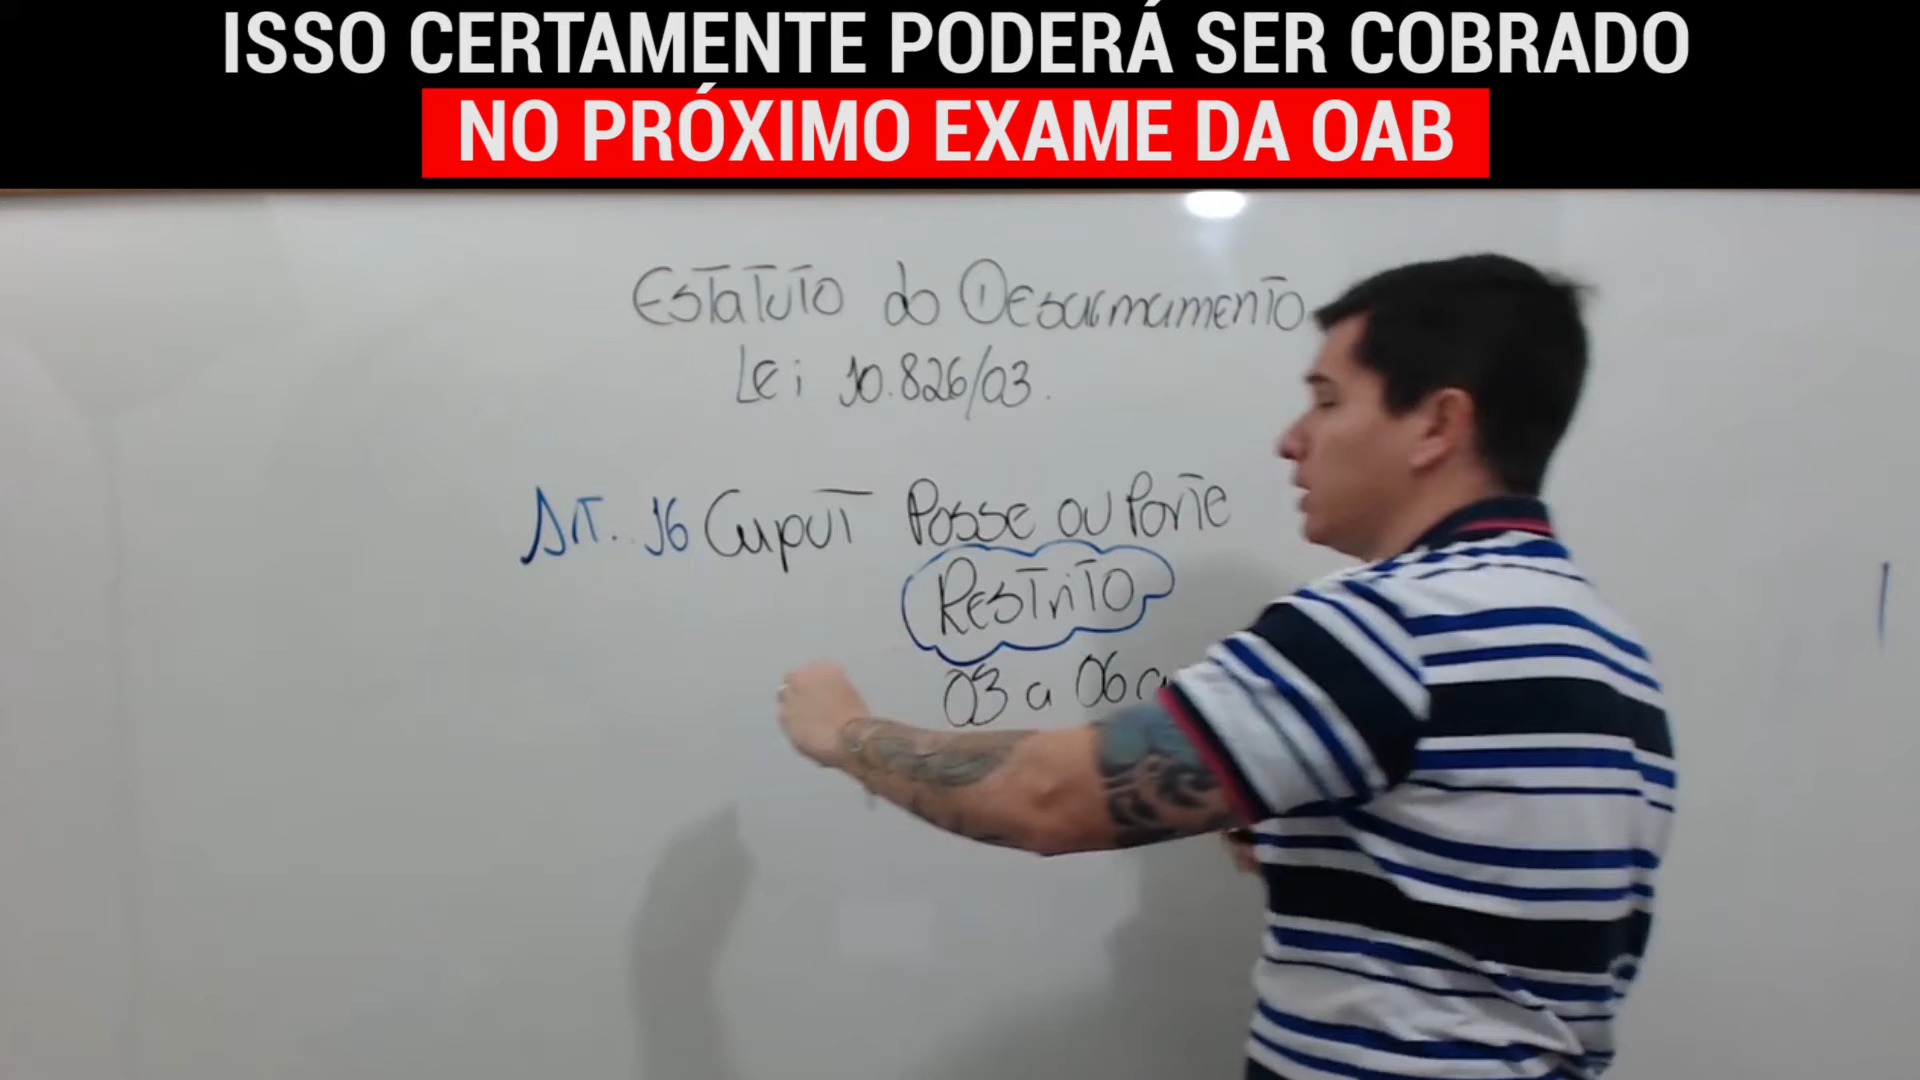 ISSO CERTAMENTE PODERÁ SER COBRADO
NO PRÓXIMO EXAME DA OAB
Estatuto do Desarmamento
Lei 10.826/03.
Art. 16 Caput Posse ou Porte
Restrito
03 a 06 a